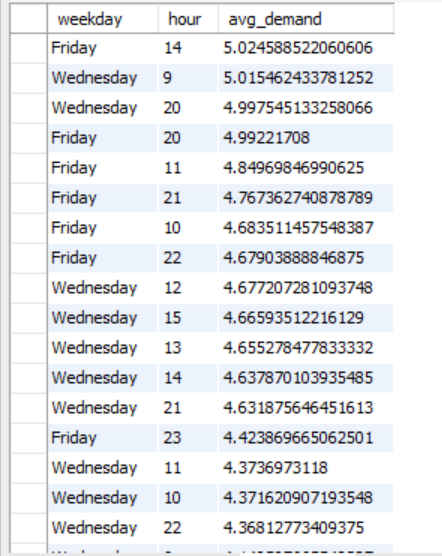 weekday hour avg_demand
Friday 14 5.024588522060606
Wednesday 9 5.015462433781252
Wednesday 20 4.997545133258066
Friday 20 4.99221708
Friday 11 4.84969846990625
Friday 21 4.767362740878789
Friday 10 4.683511457548387
Friday 22 4.67903888846875
Wednesday 12 4.677207281093748
Wednesday 15 4.66593512216129
Wednesday 13 4.655278477833332
Wednesday 14 4.637870103935485
Wednesday 21 4.631875646451613
Friday 23 4.423869665062501
Wednesday 11 4.3736973118
Wednesday 10 4.371620907193548
Wednesday 22 4.36812773409375